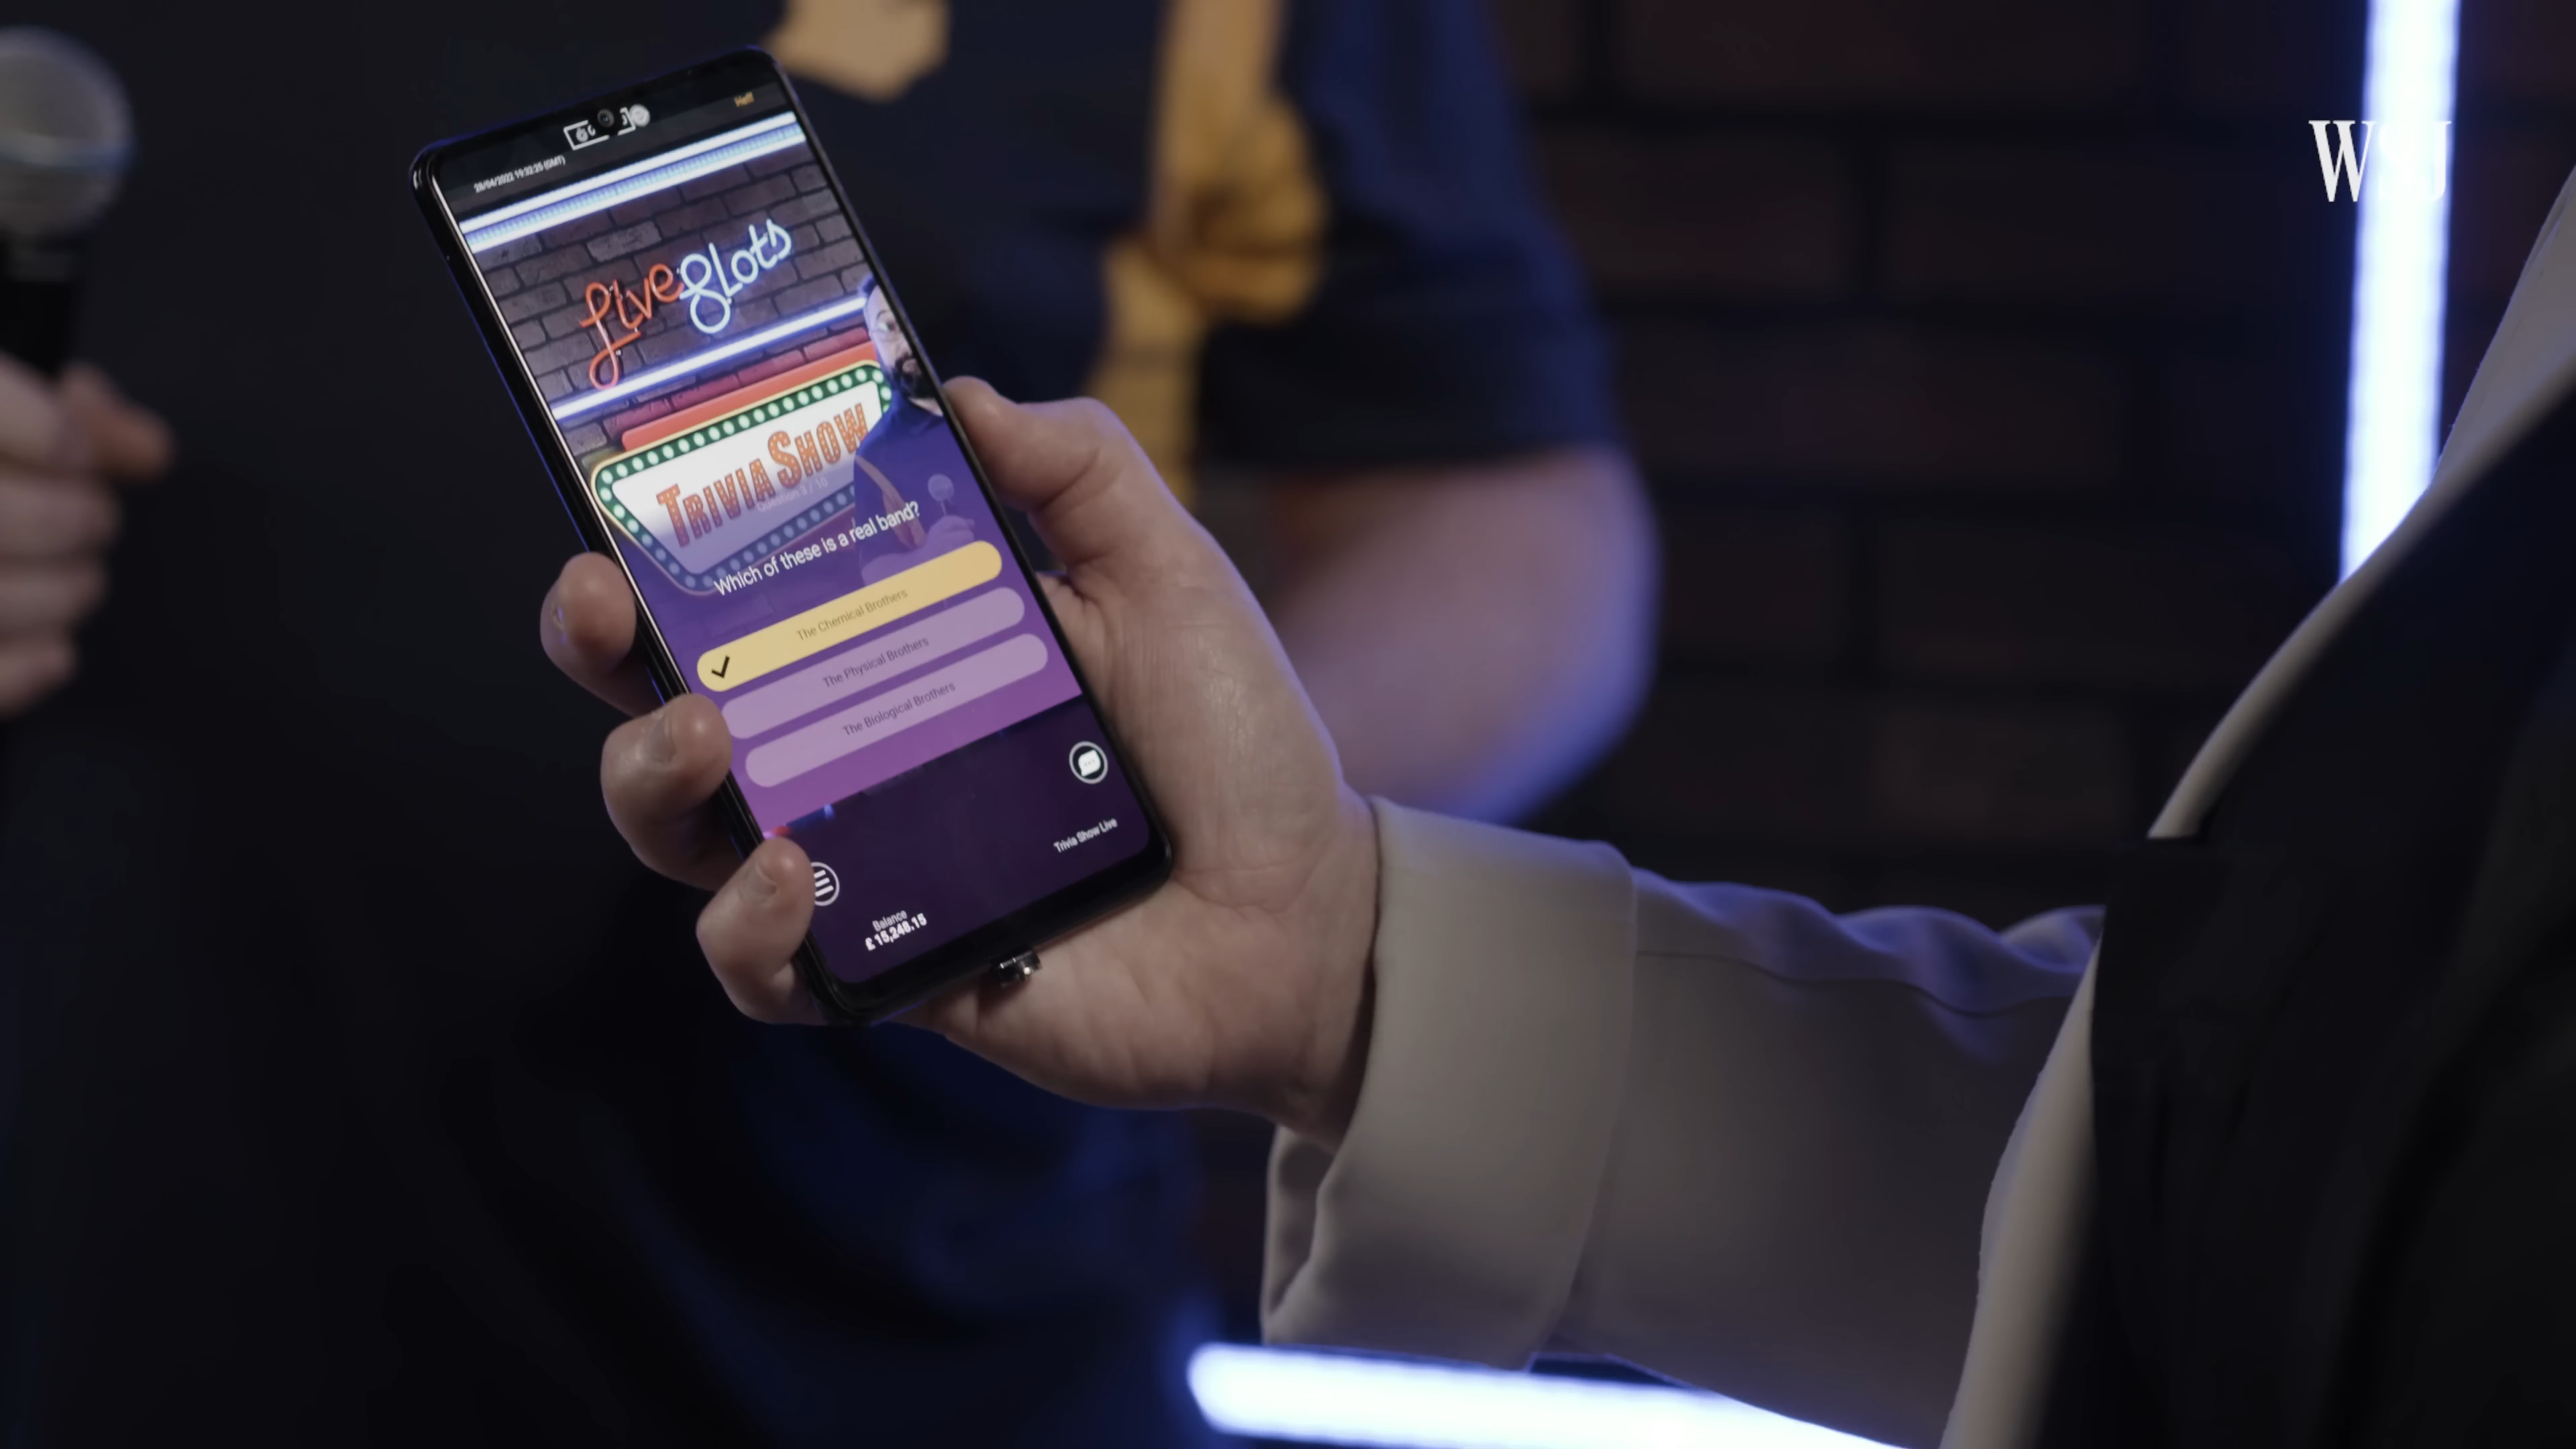 WSJ
28/04/2022 19:32:25 (GMT)
Live Slots
TRIVIA SHOW
Which of these is a real band?
The Chemical Brothers
The Physical Brothers
The Biological Brothers
Trivia Show Live
Balance
£ 15,248.15